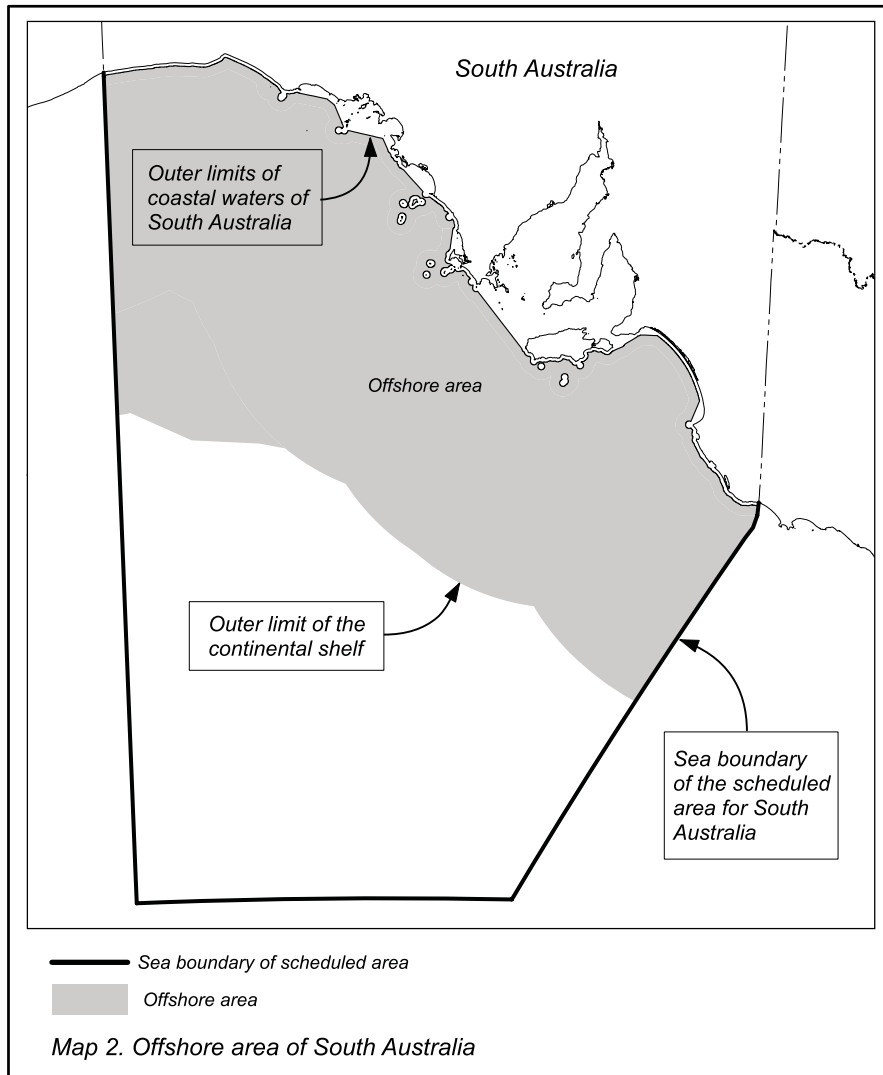 South Australia
Outer limits of
coastal waters of
South Australia
Offshore area
Outer limit of the
continental shelf
Sea boundary
of the scheduled
area for South
Australia
Sea boundary of scheduled area
Offshore area
Map 2. Offshore area of South Australia